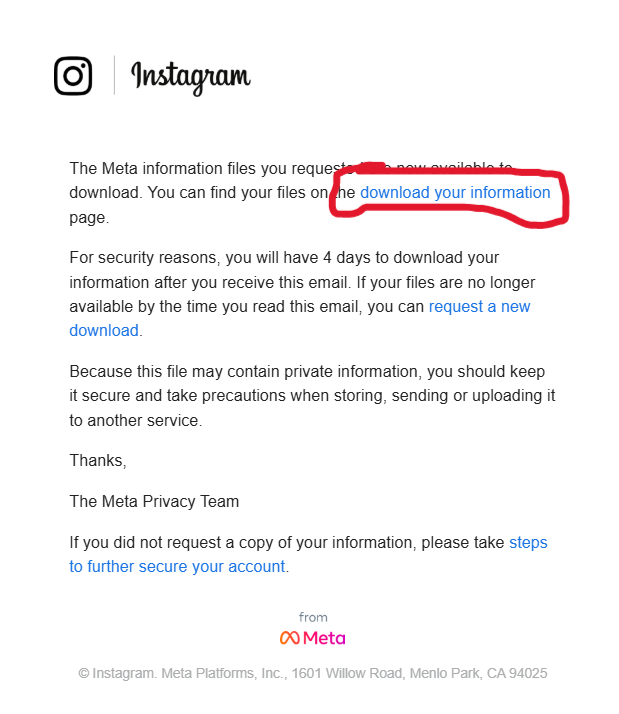 Instagram
The Meta information files you requested now available to
download. You can find your files on the download your information
page.
For security reasons, you will have 4 days to download your
information after you receive this email. If your files are no longer
available by the time you read this email, you can request a new
download.
Because this file may contain private information, you should keep
it secure and take precautions when storing, sending or uploading it
to another service.
Thanks,
The Meta Privacy Team
If you did not request a copy of your information, please take steps
to further secure your account.
from
Meta
© Instagram. Meta Platforms, Inc., 1601 Willow Road, Menlo Park, CA 94025